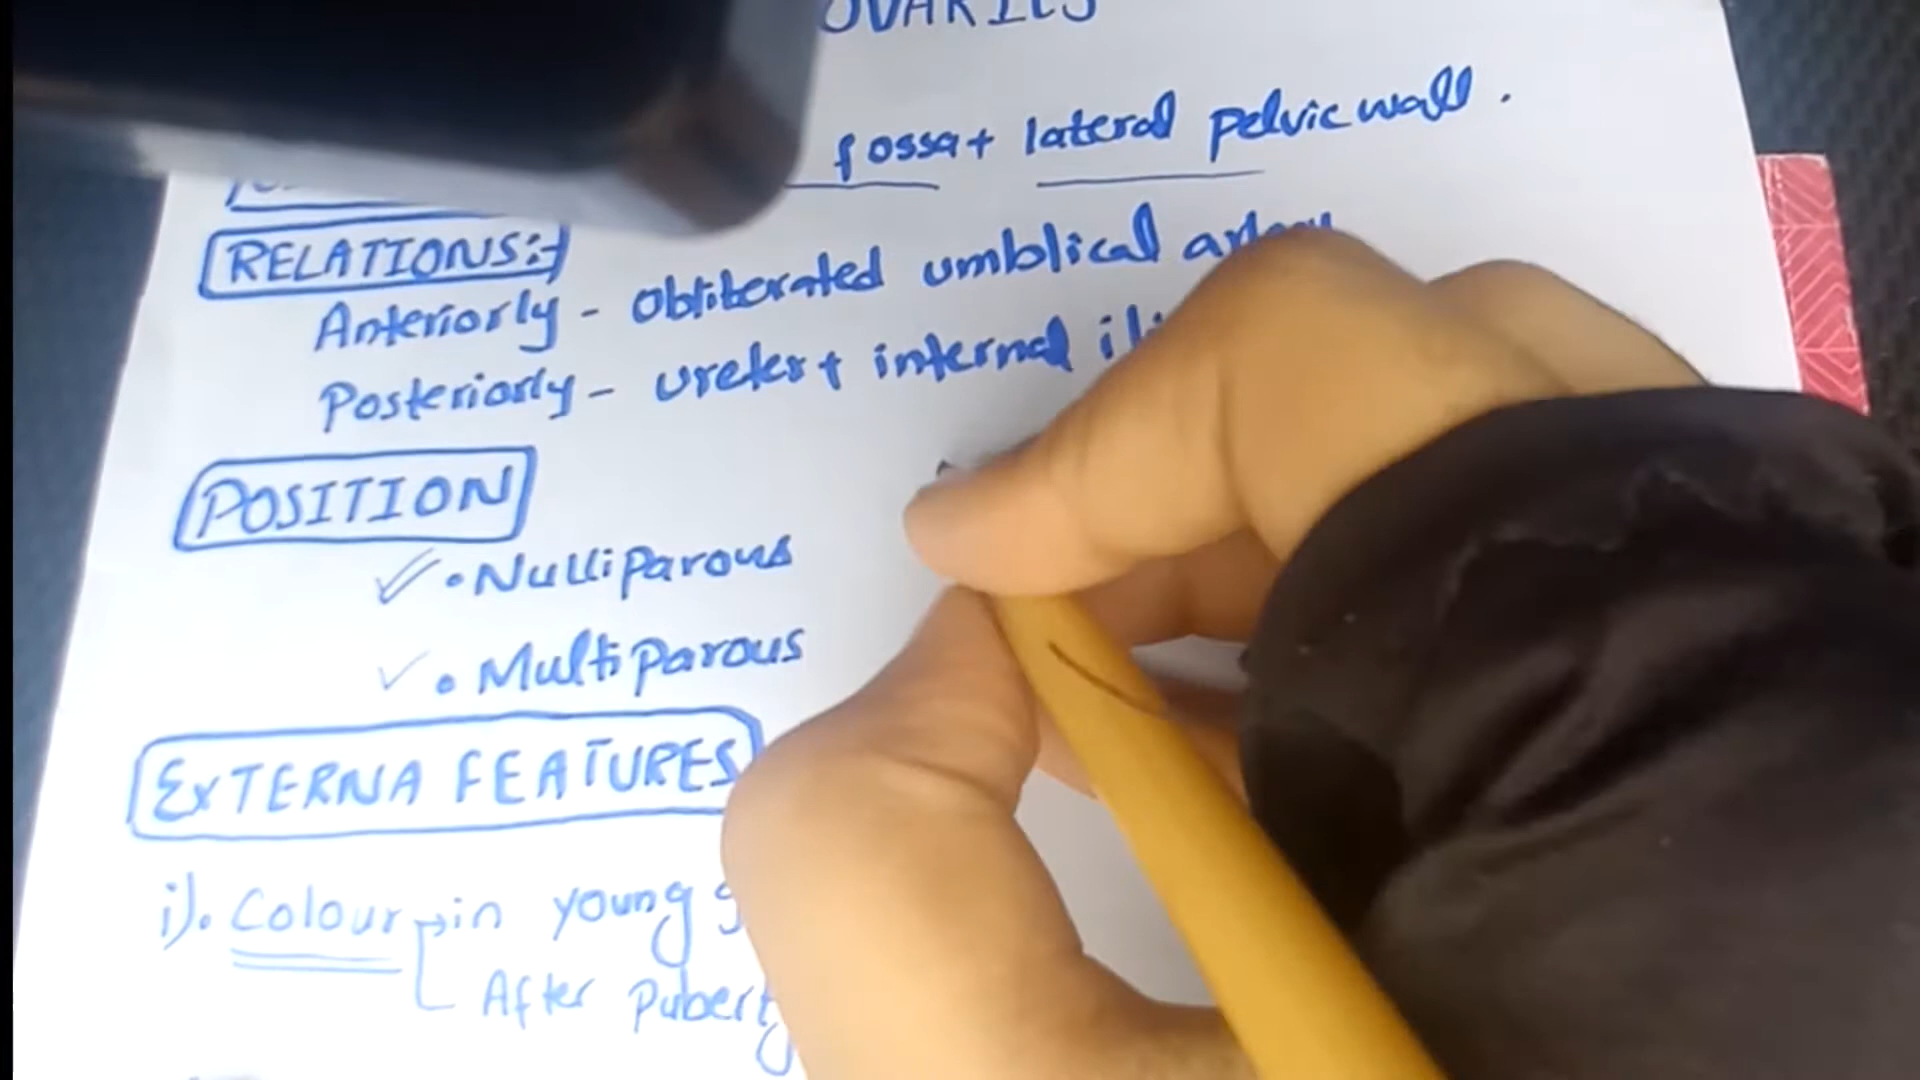 OVARIES
fossa + lateral pelvic wall.
RELATIONS:-
Anteriorly - Obliterated umblical artery
Posteriorly - ureter + internal
POSITION
• Nulliparous
• Multiparous
EXTERNA FEATURES
i). Colour in young
After